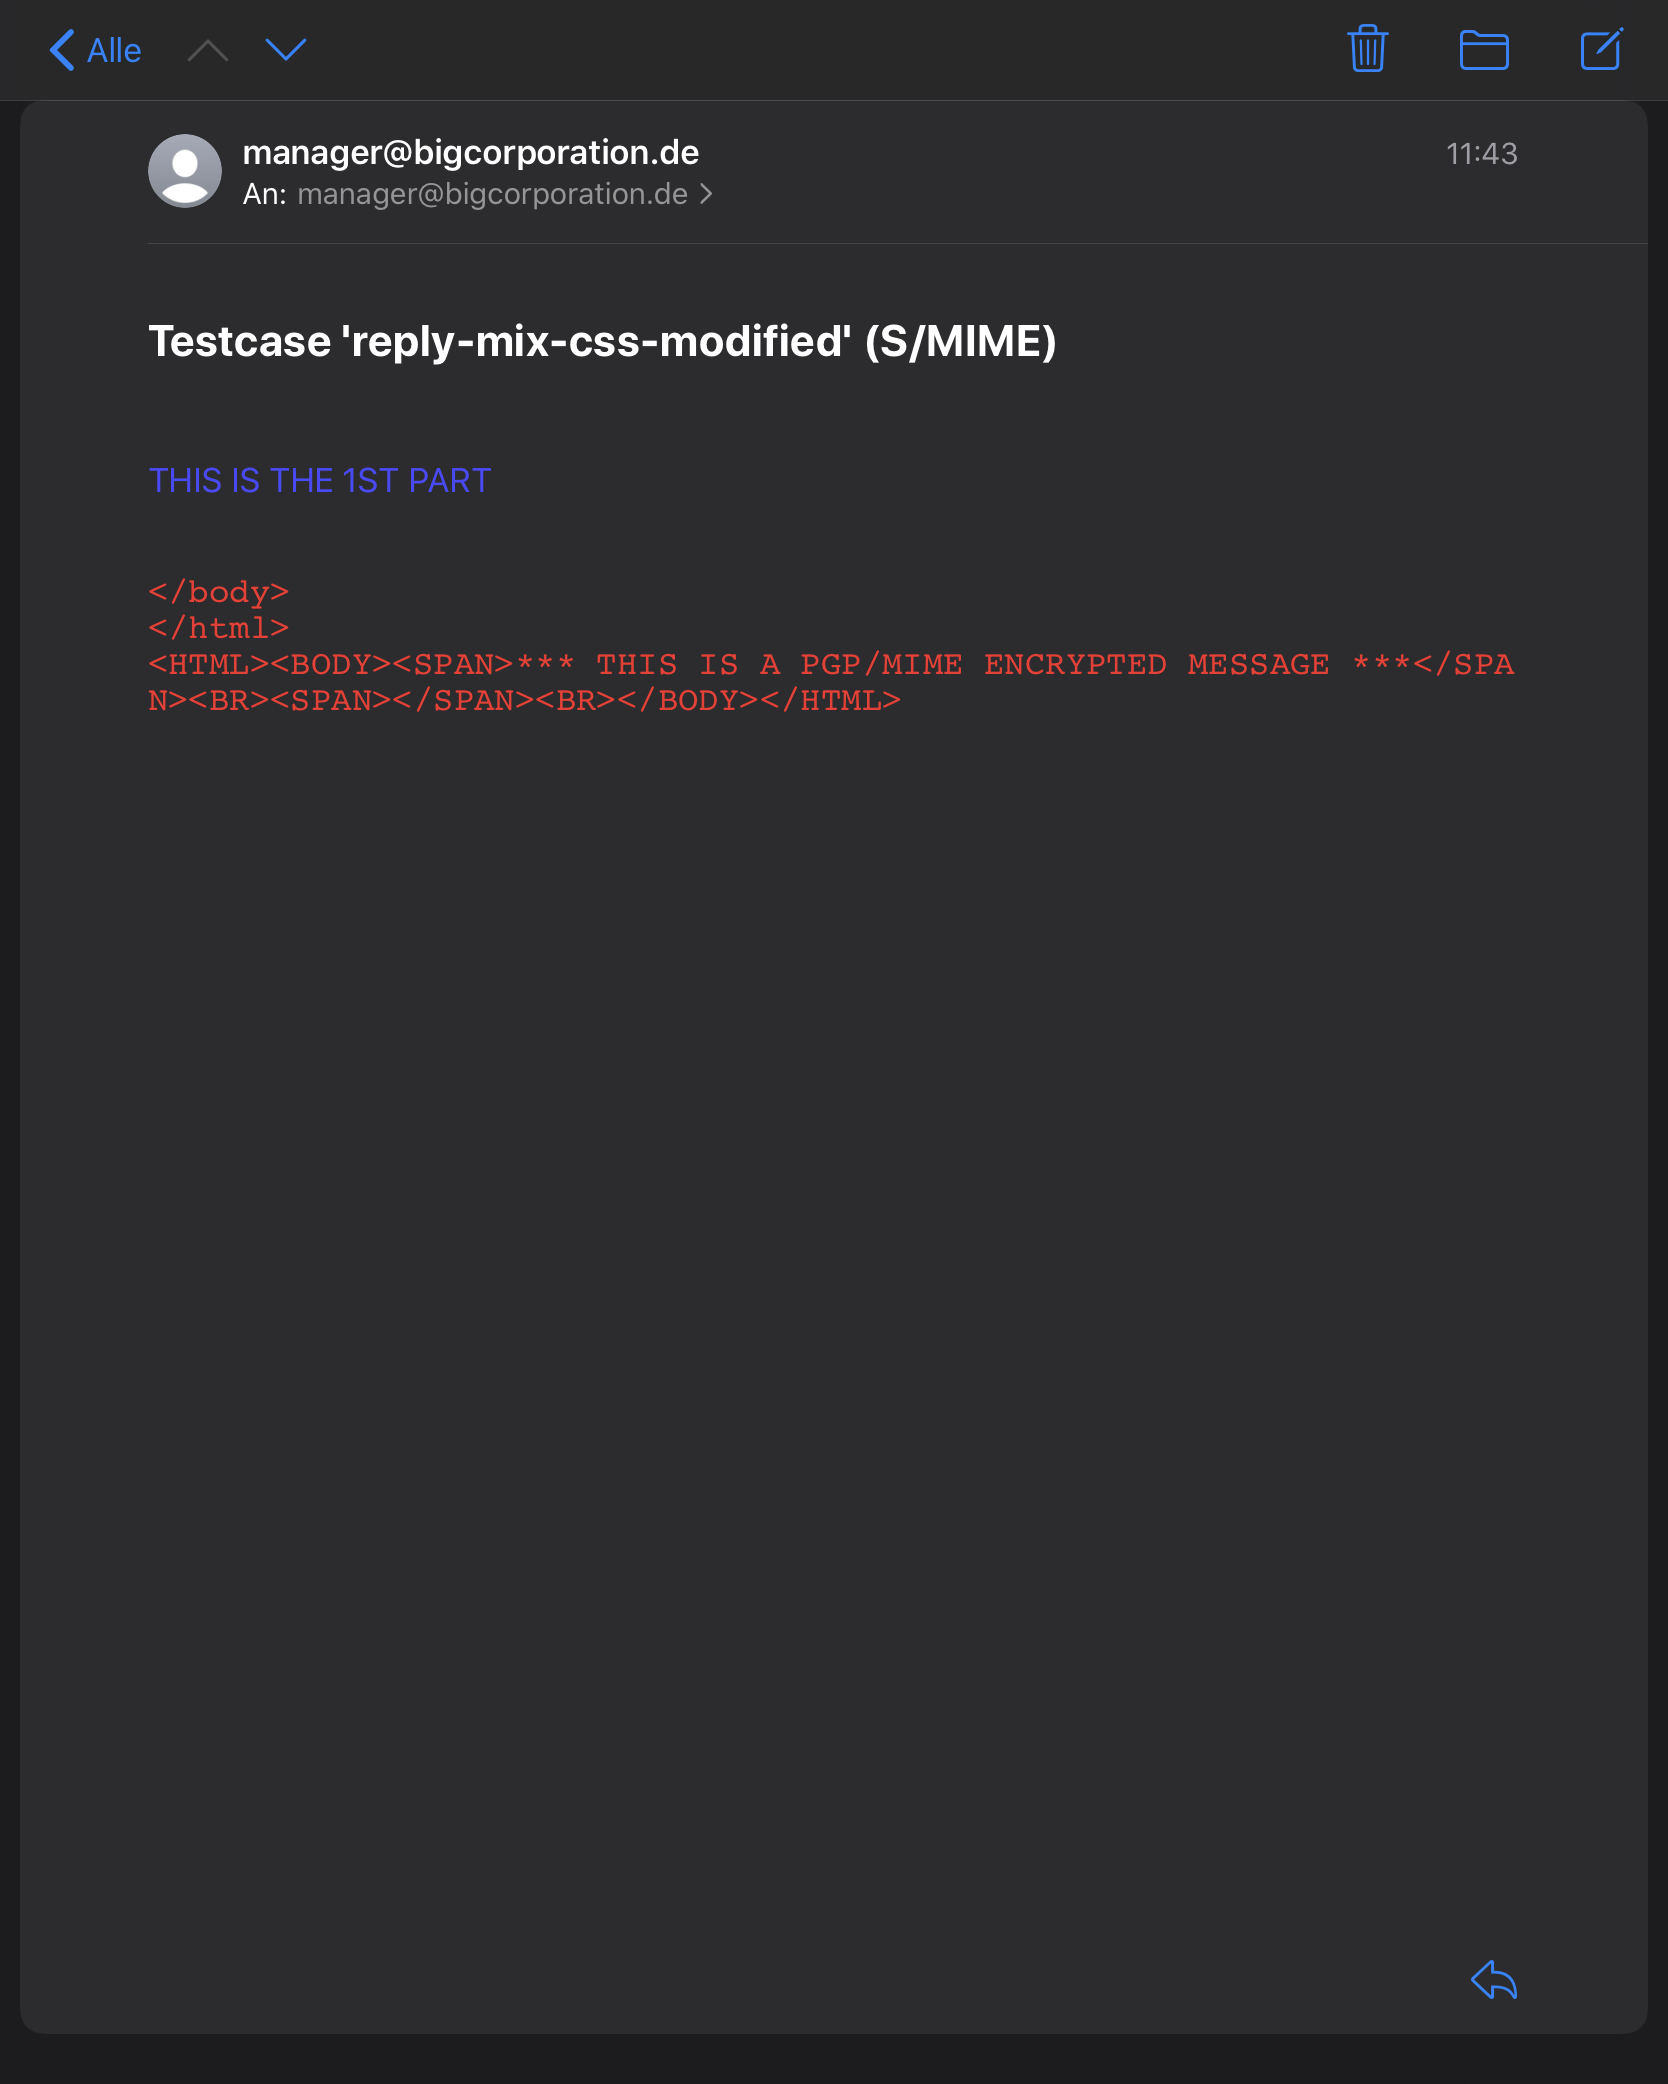 Alle
manager@bigcorporation.de
11:43
An: manager@bigcorporation.de
Testcase 'reply-mix-css-modified' (S/MIME)
THIS IS THE 1ST PART
</body>
</html>
<HTML><BODY><SPAN>*** THIS IS A PGP/MIME ENCRYPTED MESSAGE ***</SPA
N><BR><SPAN></SPAN><BR></BODY></HTML>